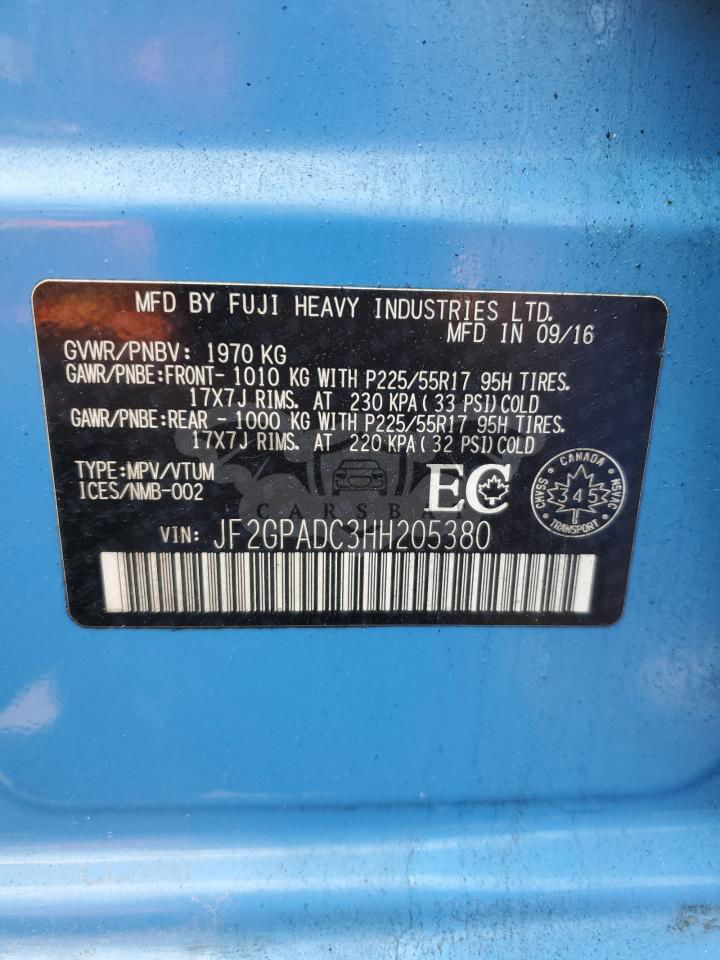 MFD BY FUJI HEAVY INDUSTRIES LTD.
MFD IN 09/16
GVWR/PNBV: 1970 KG
GAWR/PNBE:FRONT- 1010 KG WITH P225/55R17 95H TIRES.
17X7J RIMS. AT 230 KPA(33 PSI)COLD
GAWR/PNBE:REAR - 1000 KG WITH P225/55R17 95H TIRES.
17X7J RIMS. AT 220 KPA(32 PSI)COLD
TYPE:MPV/VTUM
ICES/NMB-002
EC
CANADA
CMVSS
345
NSVAC
TRANSPORT
VIN: JF2GPADC3HH205380